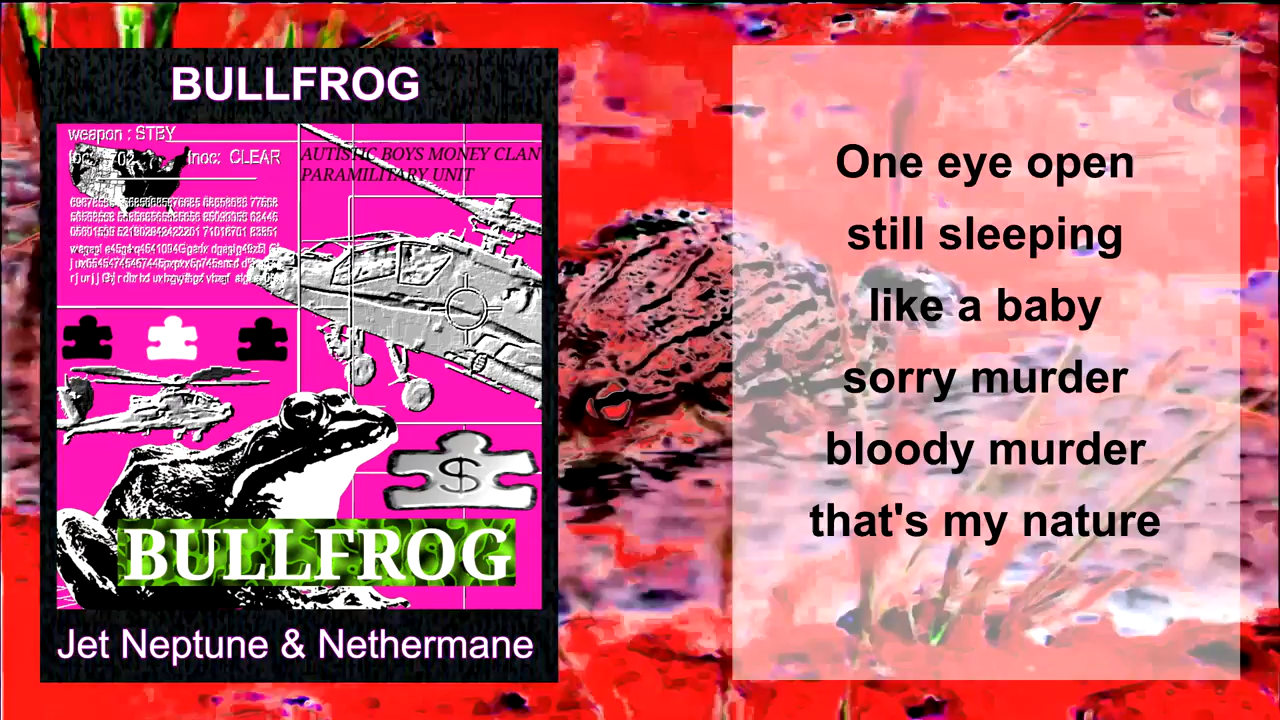 BULLFROG
weapon : STBY
CLEAR
AUTISTIC BOYS MONEY CLAN
PARAMILITARY UNIT
$
BULLFROG
Jet Neptune & Nethermane
One eye open
still sleeping
like a baby
sorry murder
bloody murder
that's my nature